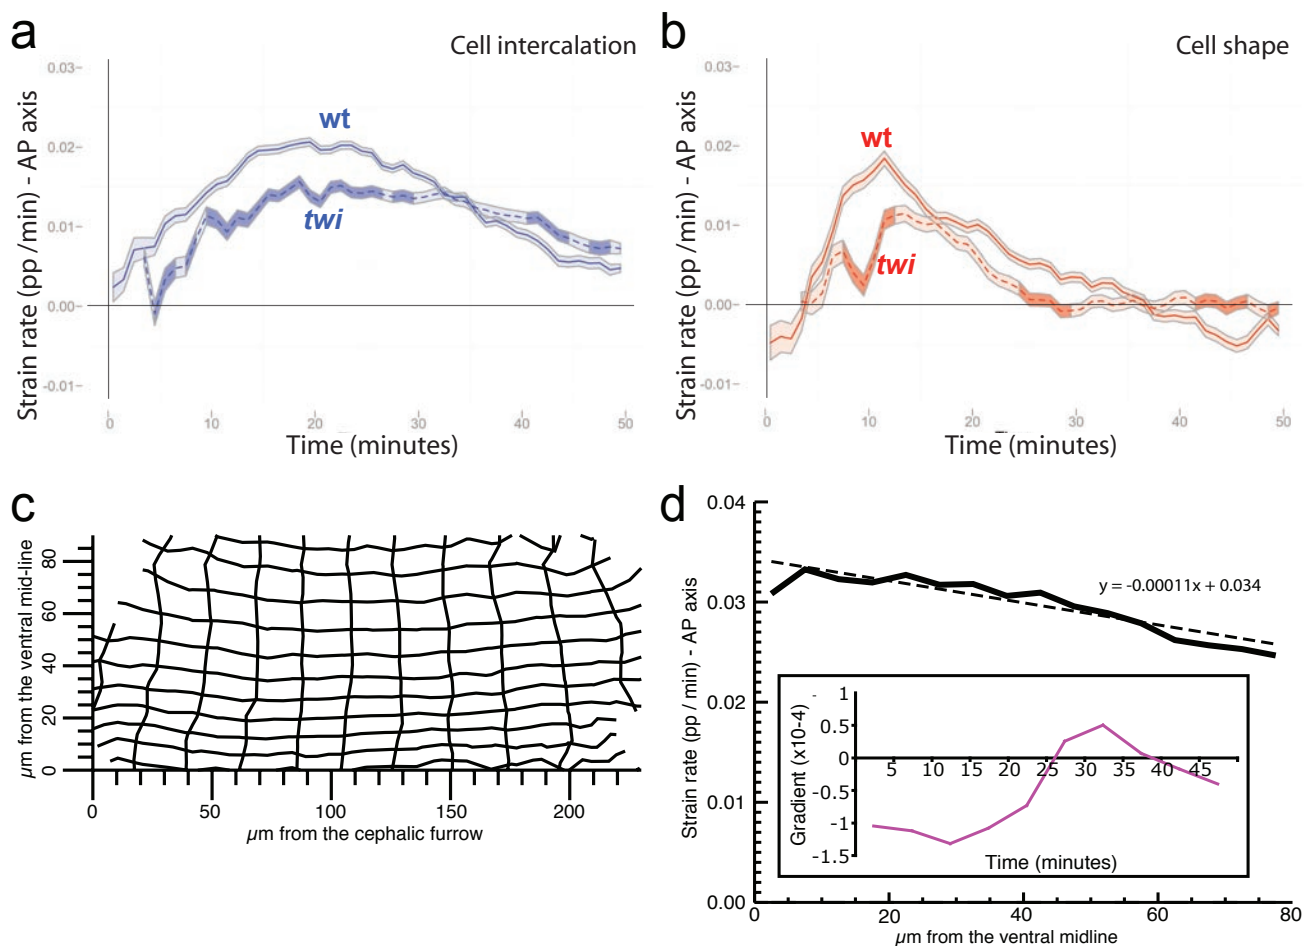 a
Cell intercalation
Strain rate (pp /min) - AP axis
0.03
0.02
0.01
0.00
-0.01
wt
twi
0 10 20 30 40 50
Time (minutes)
b
Cell shape
Strain rate (pp /min) - AP axis
0.03
0.02
0.01
0.00
-0.01
wt
twi
0 10 20 30 40 50
Time (minutes)
c
µm from the ventral mid-line
80
60
40
20
0
0 50 100 150 200
µm from the cephalic furrow
d
Strain rate (pp / min) - AP axis
0.04
0.03
0.02
0.01
0.00
y = -0.00011x + 0.034
Gradient (x10-4)
1
0.5
0
-0.5
-1
-1.5
5 10 15 20 25 30 35 40 45
Time (minutes)
0 20 40 60 80
µm from the ventral midline